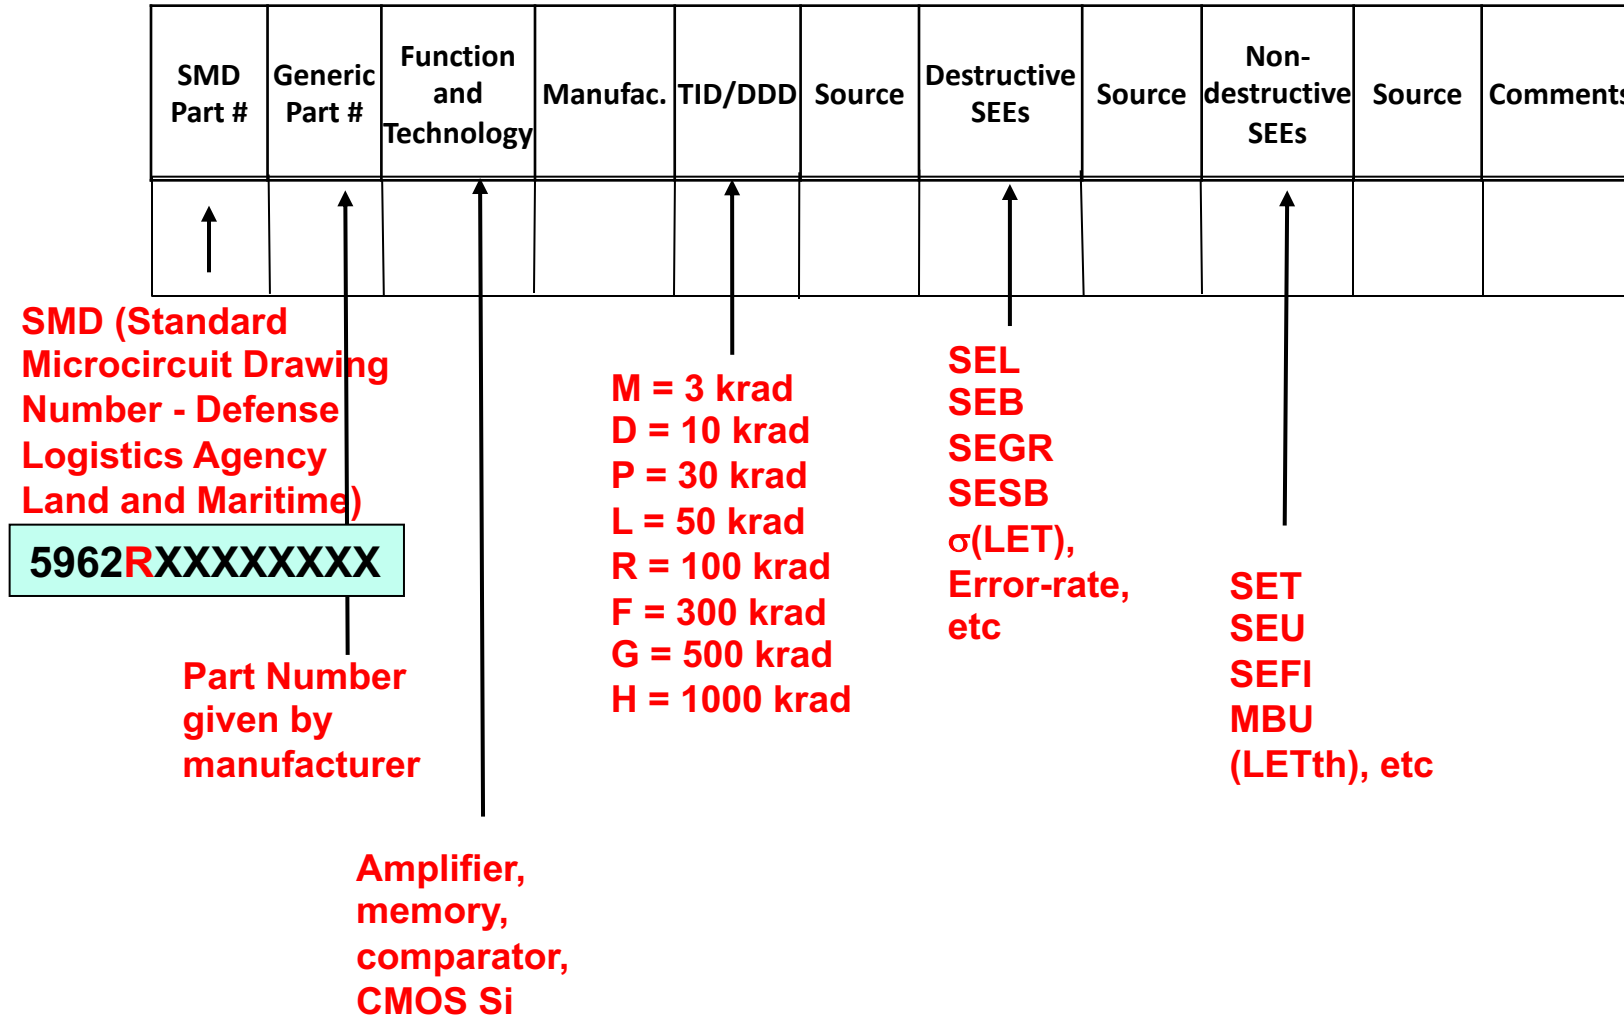 SMD
Part #
Generic
Part #
Function
and
Technology
Manufac.
TID/DDD
Source
Destructive
SEEs
Source
Non-
destructive
SEEs
Source
Comments
SMD (Standard
Microcircuit Drawing
Number - Defense
Logistics Agency
Land and Maritime)
5962RXXXXXXXX
Part Number
given by
manufacturer
Amplifier,
memory,
comparator,
CMOS Si
M = 3 krad
D = 10 krad
P = 30 krad
L = 50 krad
R = 100 krad
F = 300 krad
G = 500 krad
H = 1000 krad
SEL
SEB
SEGR
SESB
σ(LET),
Error-rate,
etc
SET
SEU
SEFI
MBU
(LETth), etc